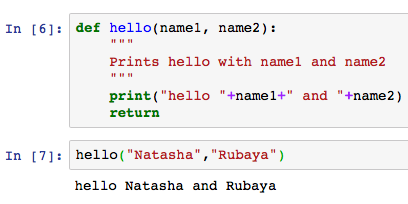 In [6]: def hello(name1, name2):
"""
Prints hello with name1 and name2
"""
print("hello "+name1+" and "+name2)
return
In [7]: hello("Natasha","Rubaya")
hello Natasha and Rubaya